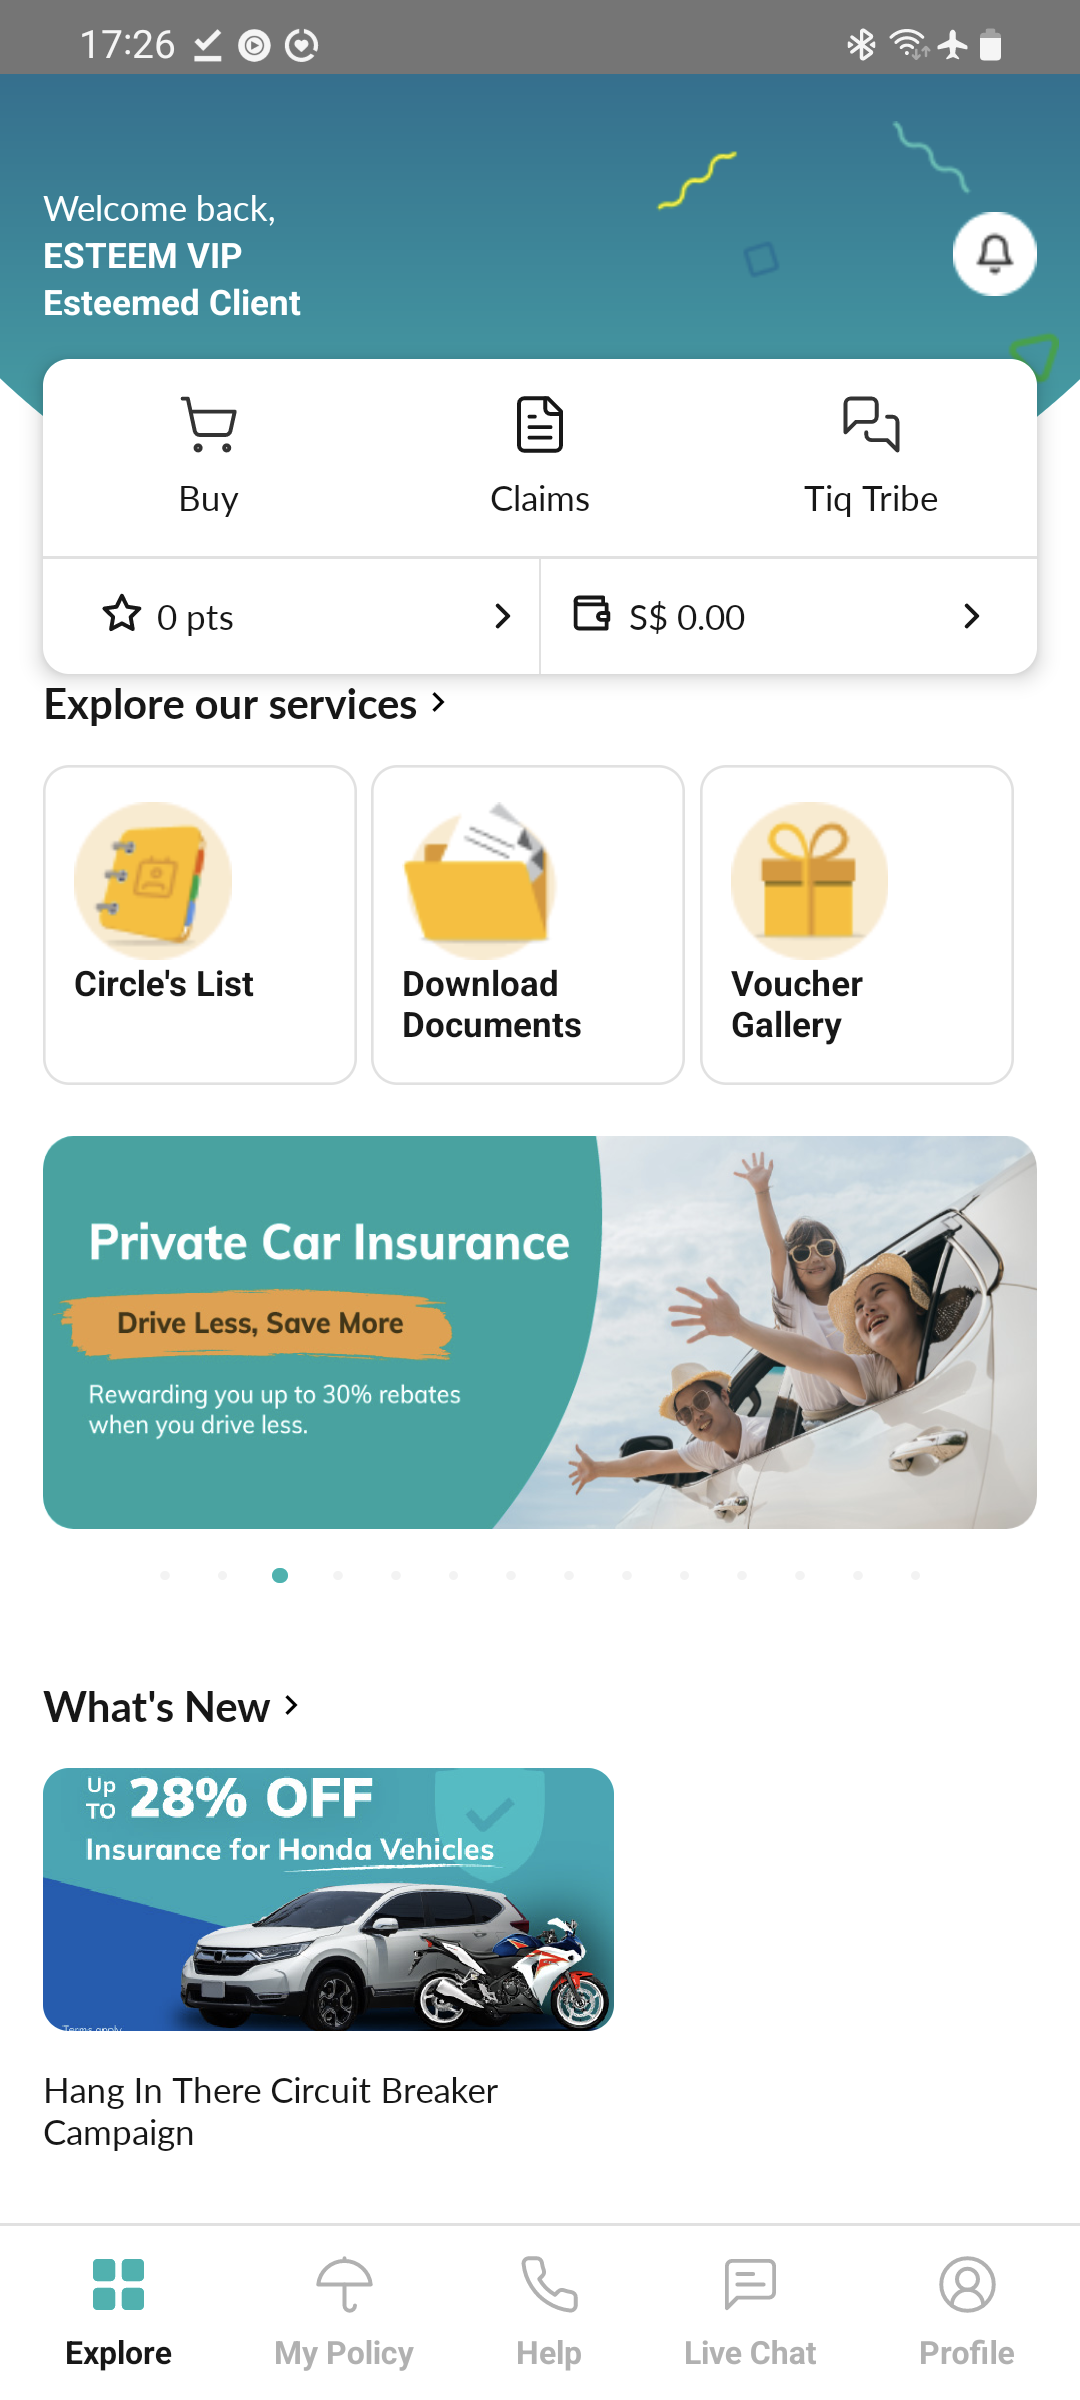 17:26
Welcome back,
ESTEEM VIP
Esteemed Client
Buy
Claims
Tiq Tribe
0 pts
S$ 0.00
Explore our services
Circle's List
Download
Documents
Voucher
Gallery
Private Car Insurance
Drive Less, Save More
Rewarding you up to 30% rebates
when you drive less.
What's New
Up
TO 28% OFF
Insurance for Honda Vehicles
Terms apply
Hang In There Circuit Breaker
Campaign
Explore
My Policy
Help
Live Chat
Profile